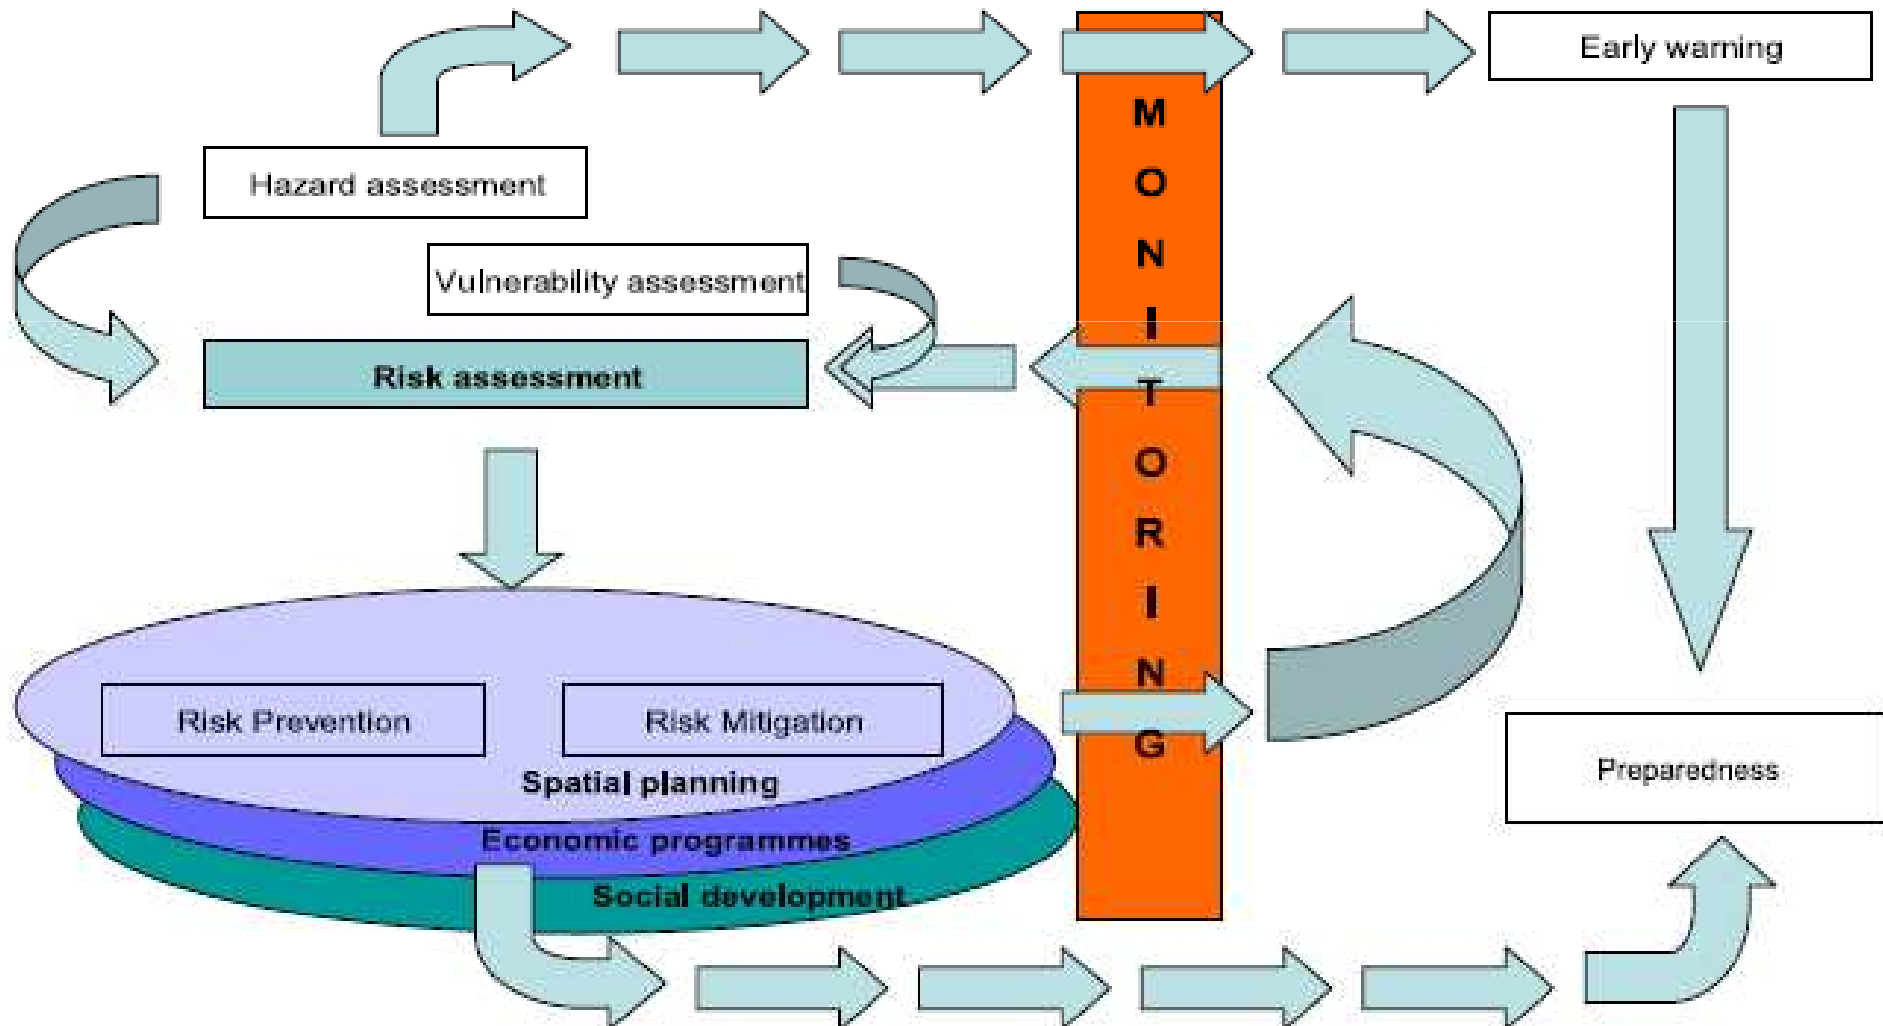 Early warning
Hazard assessment
Vulnerability assessment
Risk assessment
MONITORING
Risk Prevention
Risk Mitigation
Spatial planning
Economic programmes
Social development
Preparedness